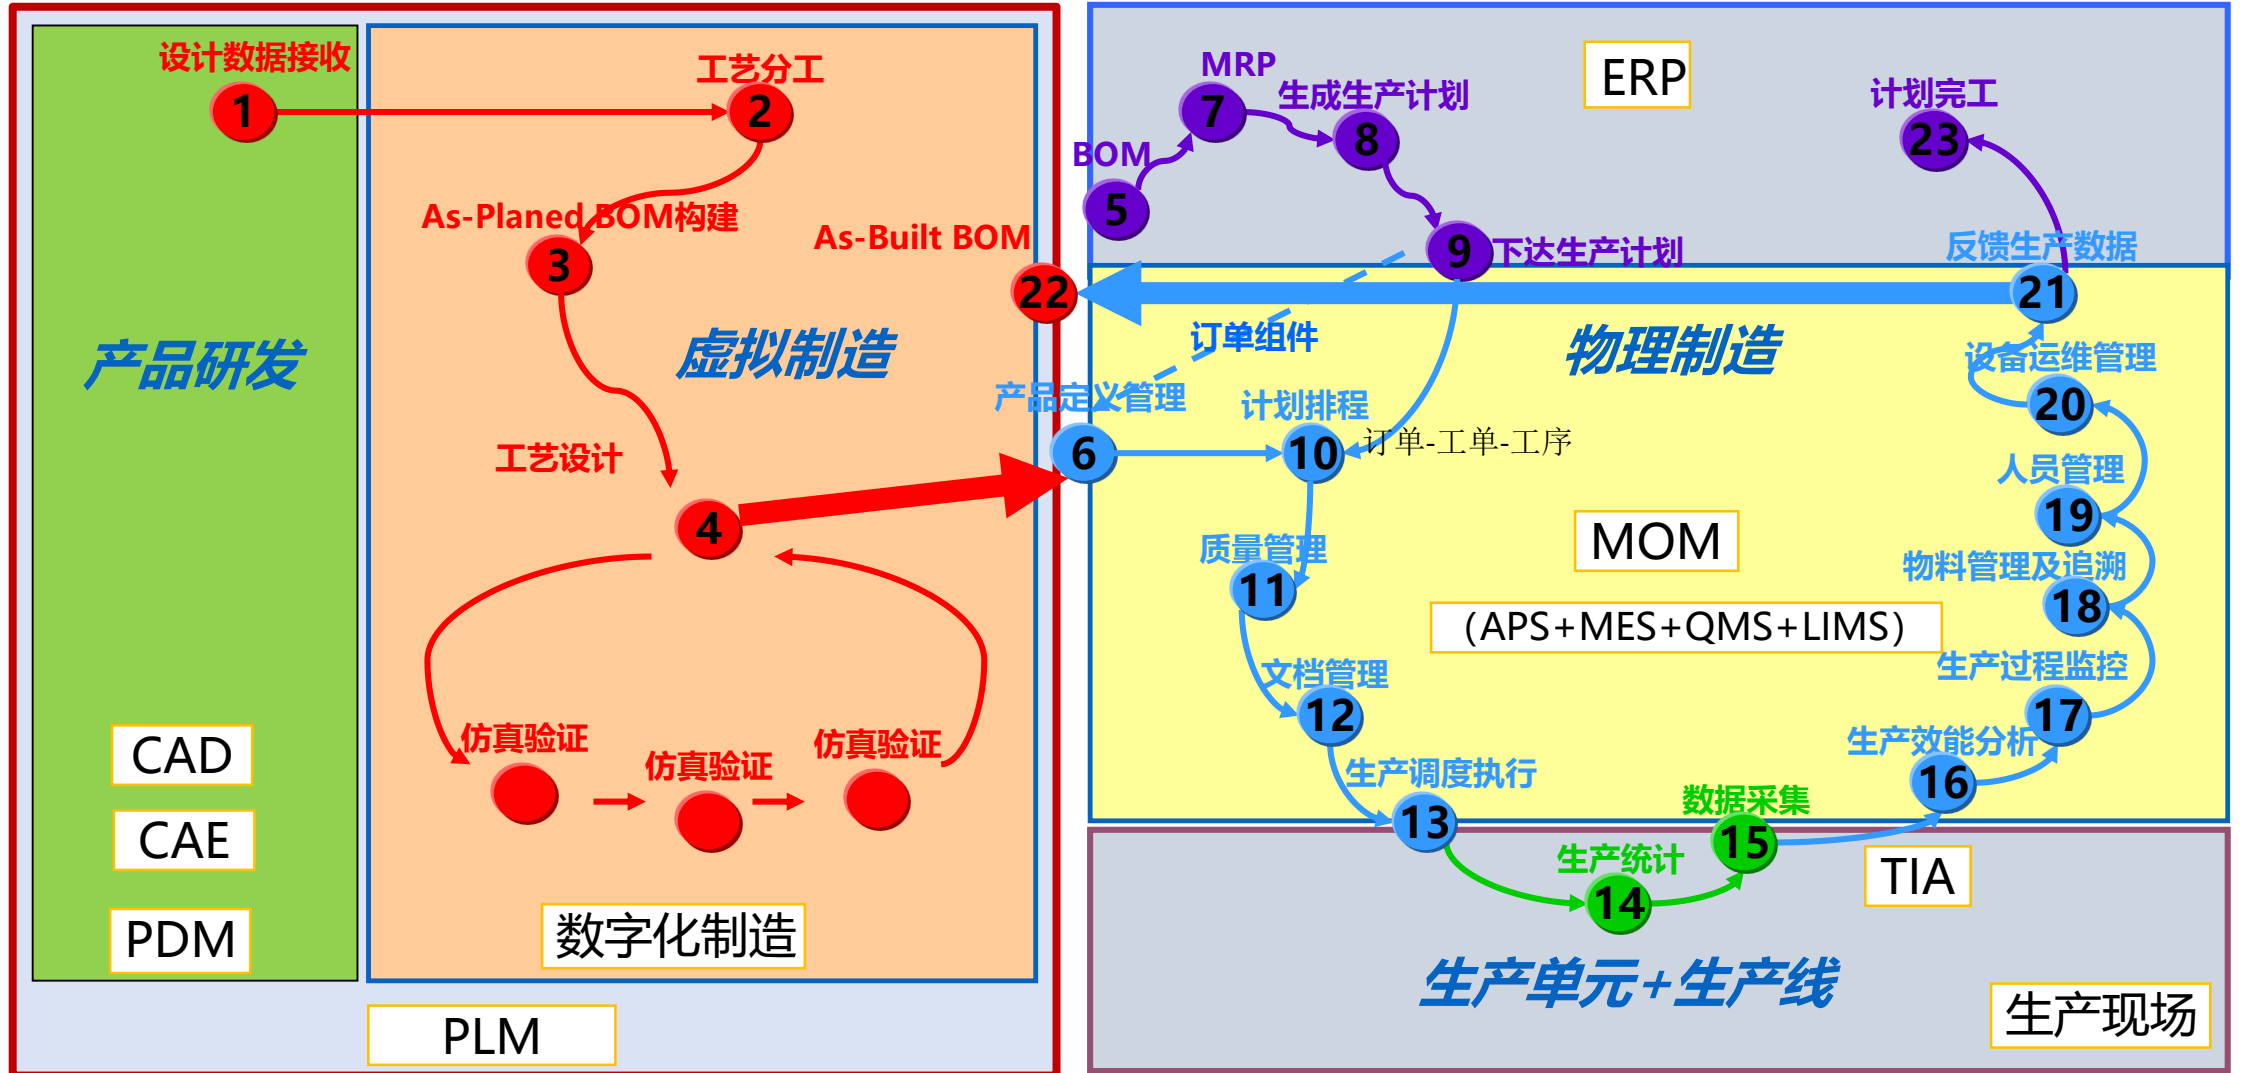 设计数据接收
1
工艺分工
2
As-Planed BOM构建
3
As-Built BOM
22
产品研发
虚拟制造
工艺设计
4
仿真验证
仿真验证
仿真验证
CAD
CAE
PDM
数字化制造
PLM
ERP
MRP
7
生成生产计划
8
BOM
5
9
下达生产计划
计划完工
23
反馈生产数据
21
订单组件
物理制造
产品定义管理
6
计划排程
10
订单-工单-工序
设备运维管理
20
人员管理
19
MOM
质量管理
11
物料管理及追溯
18
（APS+MES+QMS+LIMS）
文档管理
12
生产过程监控
17
生产效能分析
16
生产调度执行
13
数据采集
15
生产统计
14
TIA
生产单元+生产线
生产现场